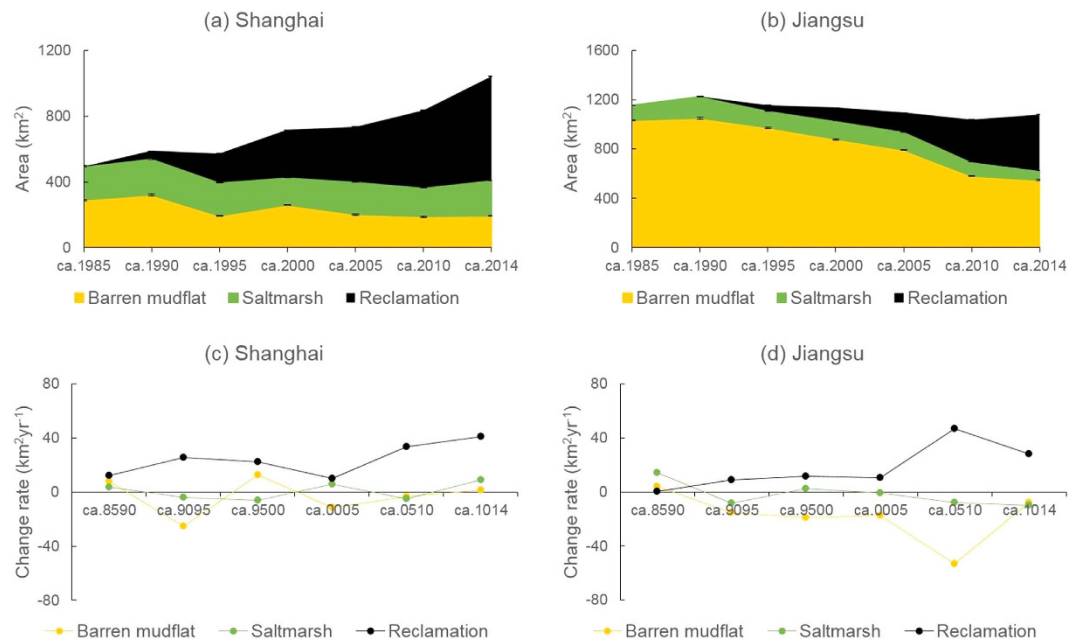 (a) Shanghai
1200
800
400
0
Area (km²)
ca.1985 ca.1990 ca.1995 ca.2000 ca.2005 ca.2010 ca.2014
Barren mudflat Saltmarsh Reclamation
(b) Jiangsu
1600
1200
800
400
0
Area (km²)
ca.1985 ca.1990 ca.1995 ca.2000 ca.2005 ca.2010 ca.2014
Barren mudflat Saltmarsh Reclamation
(c) Shanghai
80
40
0
-40
-80
Change rate (km²yr⁻¹)
ca.8590 ca.9095 ca.9500 ca.0005 ca.0510 ca.1014
Barren mudflat Saltmarsh Reclamation
(d) Jiangsu
80
40
0
-40
-80
Change rate (km²yr⁻¹)
ca.8590 ca.9095 ca.9500 ca.0005 ca.0510 ca.1014
Barren mudflat Saltmarsh Reclamation